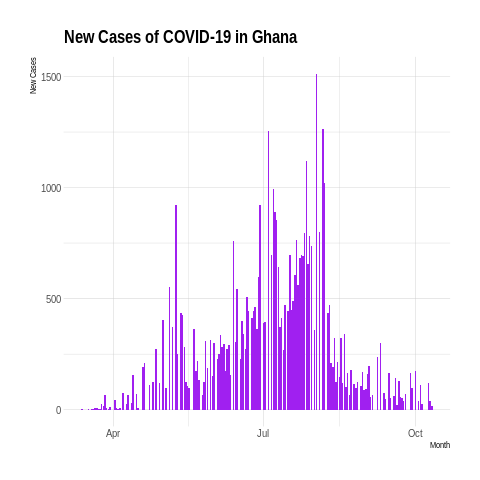 New Cases of COVID-19 in Ghana
New Cases
1500
1000
500
0
Apr
Jul
Oct
Month